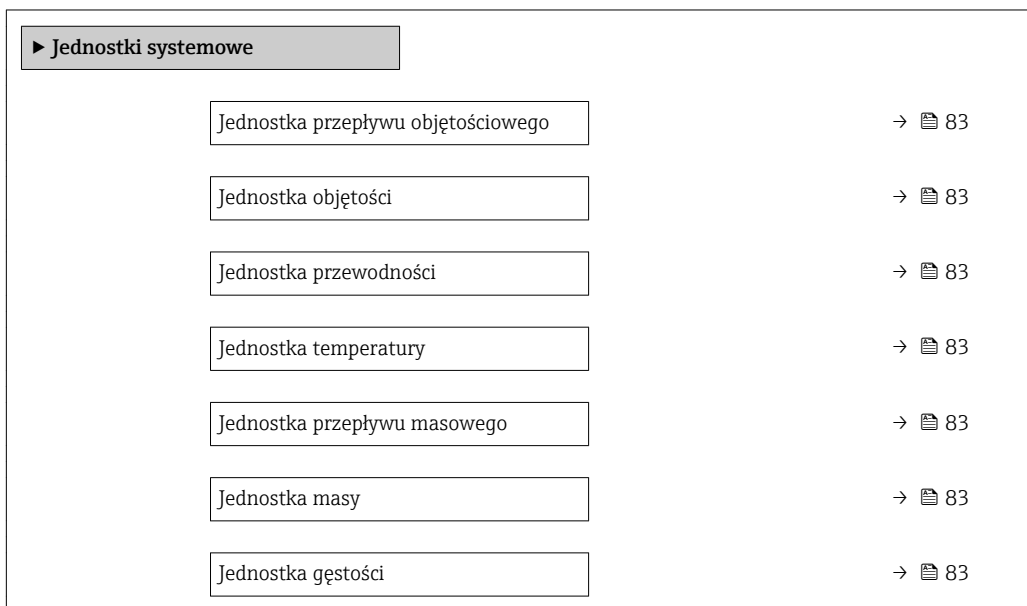 ▶ Jednostki systemowe
Jednostka przepływu objętościowego → 83
Jednostka objętości → 83
Jednostka przewodności → 83
Jednostka temperatury → 83
Jednostka przepływu masowego → 83
Jednostka masy → 83
Jednostka gęstości → 83